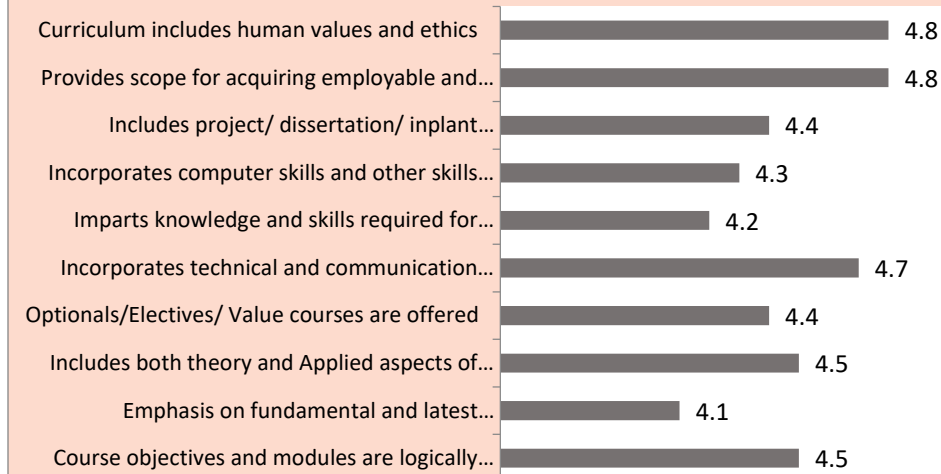 Curriculum includes human values and ethics 4.8
Provides scope for acquiring employable and... 4.8
Includes project/ dissertation/ inplant... 4.4
Incorporates computer skills and other skills... 4.3
Imparts knowledge and skills required for... 4.2
Incorporates technical and communication... 4.7
Optionals/Electives/ Value courses are offered 4.4
Includes both theory and Applied aspects of... 4.5
Emphasis on fundamental and latest... 4.1
Course objectives and modules are logically... 4.5